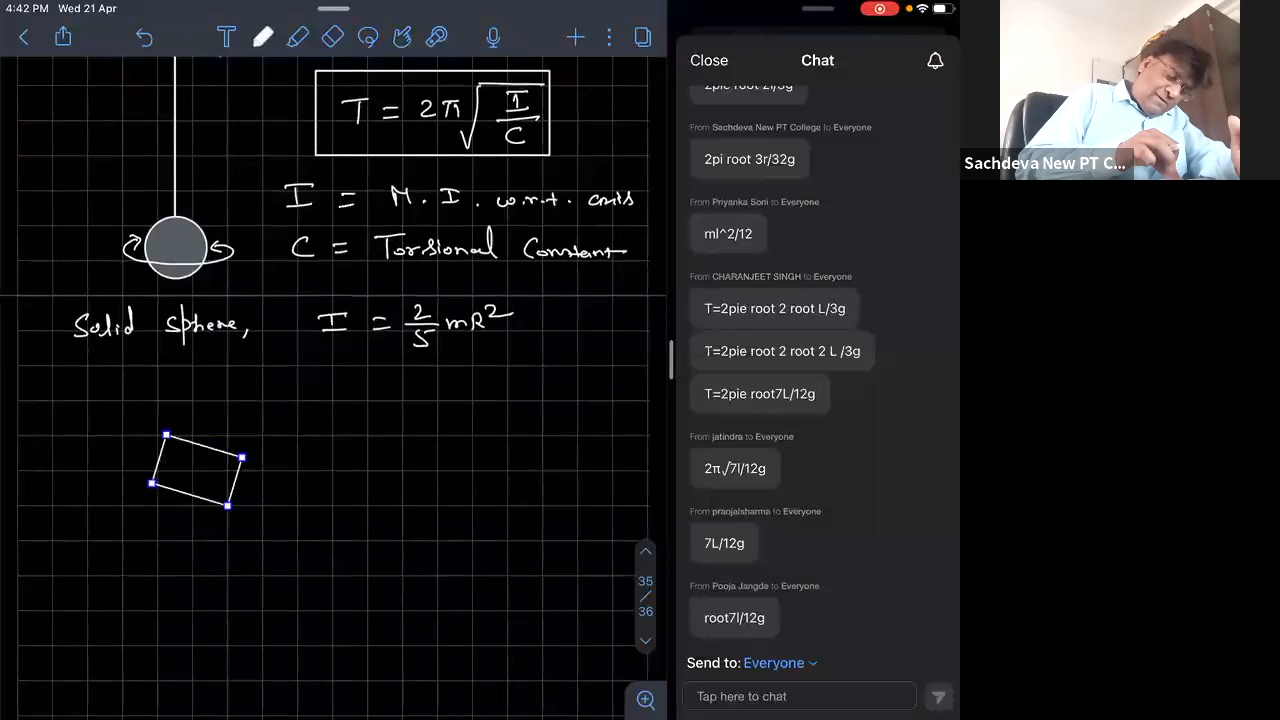 4:42 PM Wed 21 Apr
T = 2π√(I/C)
I = M.I. w.r.t. axis
C = Torsional Constant
Solid sphere, I = 2/5 mR²
35
/
36
Close
Chat
2pie root 2l/3g
From Sachdeva New PT College to Everyone
2pi root 3r/32g
From Priyanka Soni to Everyone
ml^2/12
From CHARANJEET SINGH to Everyone
T=2pie root 2 root L/3g
T=2pie root 2 root 2 L /3g
T=2pie root7L/12g
From jatindra to Everyone
2π√7l/12g
From pranjalsharma to Everyone
7L/12g
From Pooja Jangde to Everyone
root7l/12g
Send to: Everyone
Tap here to chat
Sachdeva New PT C...